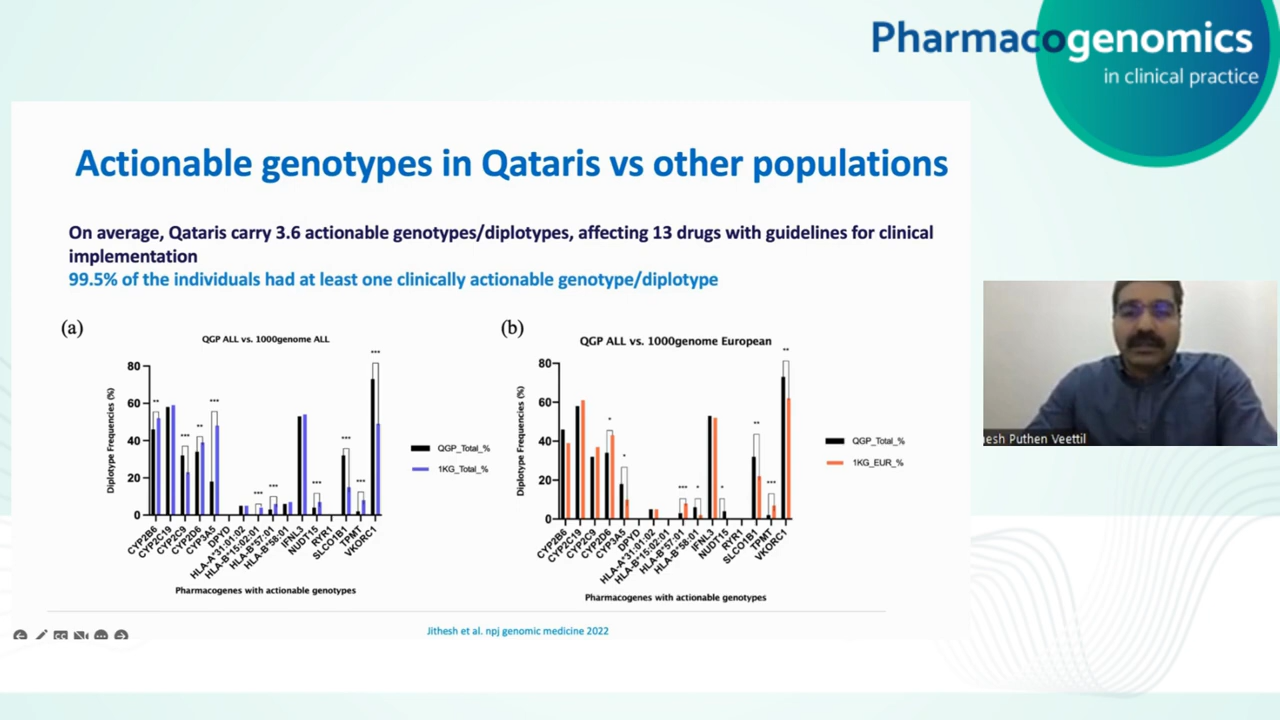 Pharmacogenomics
in clinical practice
Actionable genotypes in Qataris vs other populations
On average, Qataris carry 3.6 actionable genotypes/diplotypes, affecting 13 drugs with guidelines for clinical
implementation
99.5% of the individuals had at least one clinically actionable genotype/diplotype
(a)
QGP ALL vs. 1000genome ALL
Diplotype Frequencies (%)
80
60
40
20
0
** *** ** *** *** *** *** *** *** ***
CYP2B6
CYP2C19
CYP2C9
CYP2D6
CYP3A5
DPYD
HLA-A*31:01:02
HLA-B*15:02:01
HLA-B*57:01
HLA-B*58:01
IFNL3
NUDT15
RYR1
SLCO1B1
TPMT
VKORC1
Pharmacogenes with actionable genotypes
QGP_Total_%
1KG_Total_%
(b)
QGP ALL vs. 1000genome European
Diplotype Frequencies (%)
80
60
40
20
0
* * *** * * ** *** **
CYP2B6
CYP2C19
CYP2C9
CYP2D6
CYP3A5
DPYD
HLA-A*31:01:02
HLA-B*15:02:01
HLA-B*57:01
HLA-B*58:01
IFNL3
NUDT15
RYR1
SLCO1B1
TPMT
VKORC1
Pharmacogenes with actionable genotypes
QGP_Total_%
1KG_EUR_%
Jithesh et al. npj genomic medicine 2022
Puthen Veettil